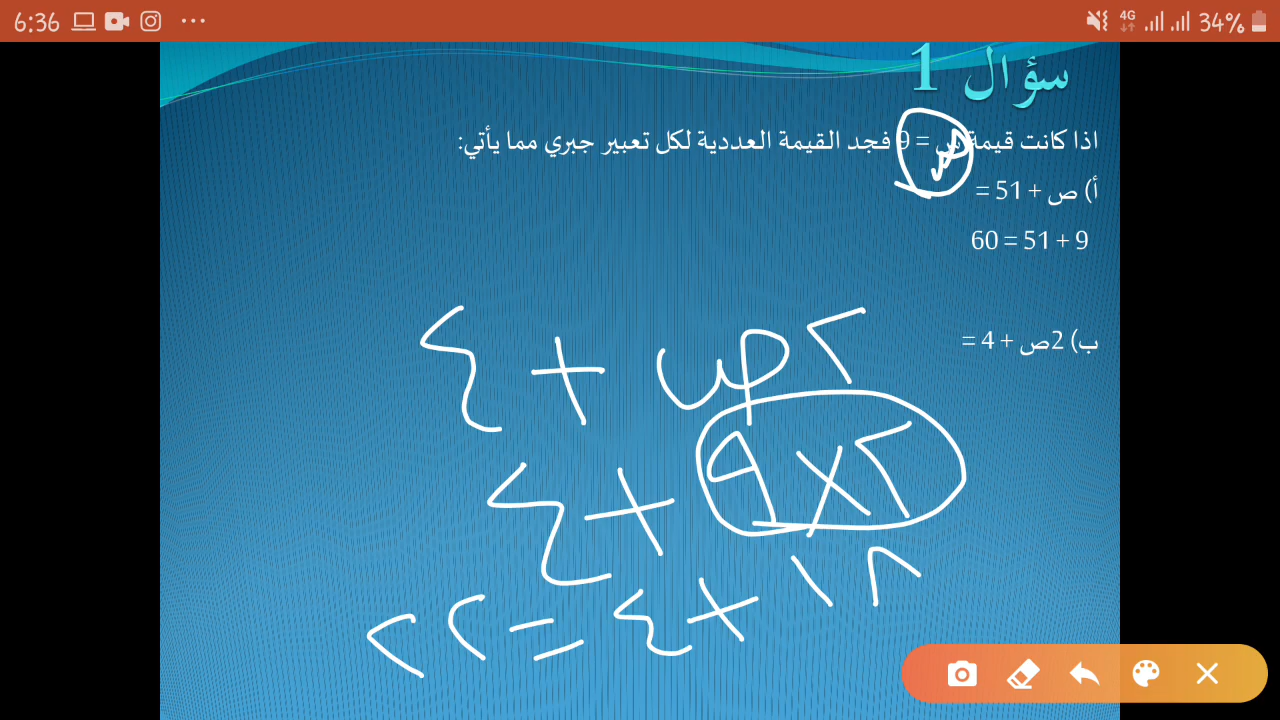 6:36 ... 4G 34%
سؤال 1
اذا كانت قيمة ص = 9 فجد القيمة العددية لكل تعبير جبري مما يأتي:
أ) ص + 51 =
9 + 51 = 60
ب) 2ص + 4 =
٢ص + ٤
٢ × ٩ + ٤
١٨ + ٤ = ٢٢